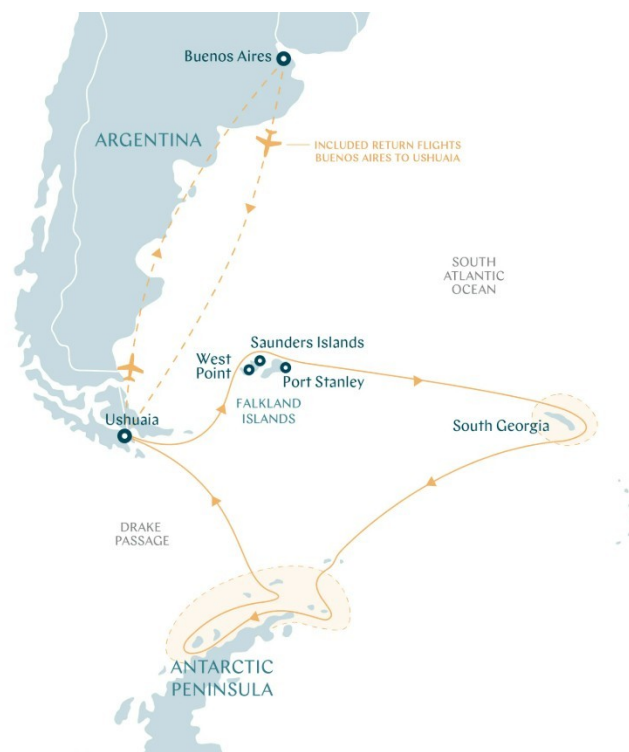 Buenos Aires
ARGENTINA
INCLUDED RETURN FLIGHTS
BUENOS AIRES TO USHUAIA
SOUTH
ATLANTIC
OCEAN
Saunders Islands
West
Point
Port Stanley
FALKLAND
ISLANDS
Ushuaia
South Georgia
DRAKE
PASSAGE
ANTARCTIC
PENINSULA